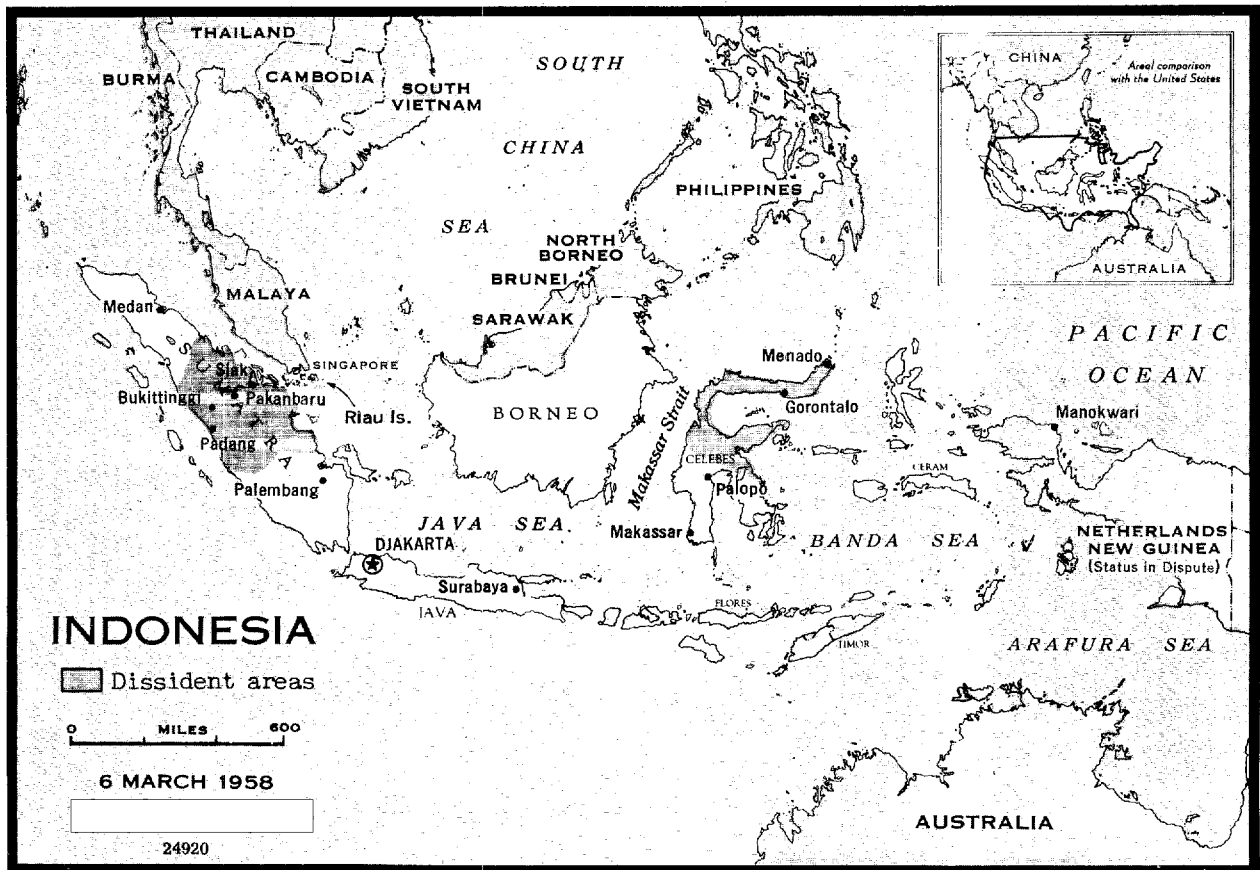 THAILAND
BURMA
CAMBODIA
SOUTH
VIETNAM
SOUTH
CHINA
SEA
PHILIPPINES
CHINA
Areal comparison
with the United States
AUSTRALIA
NORTH
BORNEO
BRUNEI
SARAWAK
MALAYA
Medan
SUMATRA
Siak
SINGAPORE
Bukittinggi
Pakanbaru
Riau Is.
Padang
Palembang
BORNEO
Makassar Strait
Menado
Gorontalo
CELEBES
Palopo
Makassar
PACIFIC
OCEAN
Manokwari
CERAM
JAVA SEA
BANDA SEA
NETHERLANDS
NEW GUINEA
(Status in Dispute)
DJAKARTA
Surabaya
JAVA
FLORES
TIMOR
ARAFURA SEA
AUSTRALIA
INDONESIA
Dissident areas
0 MILES 600
6 MARCH 1958
24920